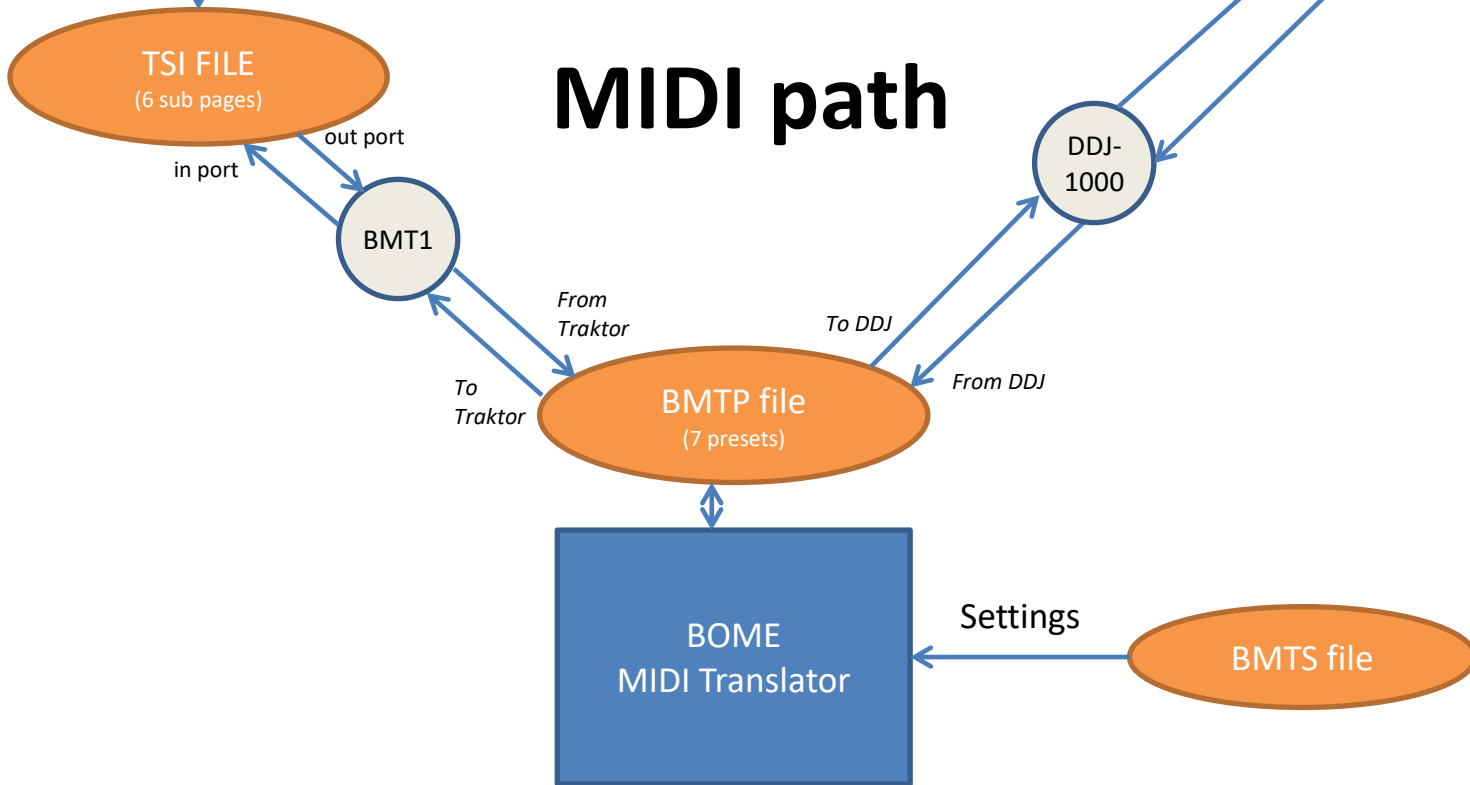 TSI FILE
(6 sub pages)
MIDI path
out port
in port
DDJ-
1000
BMT1
From
Traktor
To DDJ
To
Traktor
From DDJ
BMTP file
(7 presets)
BOME
MIDI Translator
Settings
BMTS file